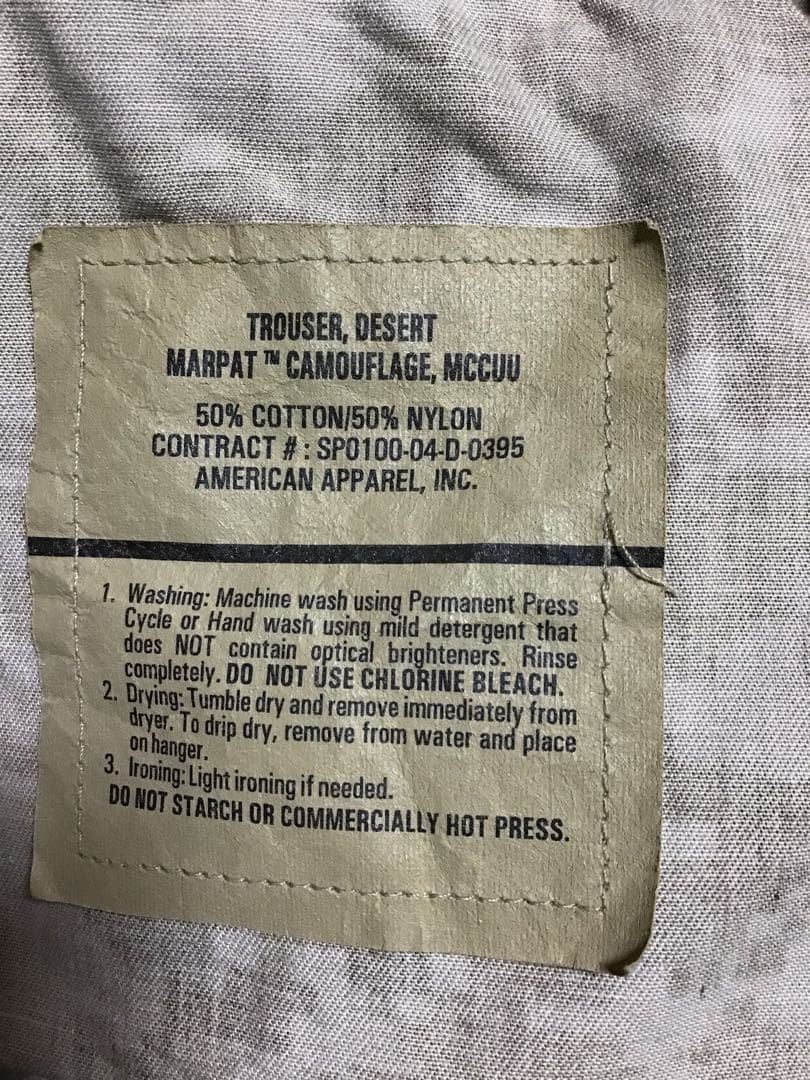 TROUSER, DESERT
MARPAT™ CAMOUFLAGE, MCCUU
50% COTTON/50% NYLON
CONTRACT # : SPO100-04-D-0395
AMERICAN APPAREL, INC.
1. Washing: Machine wash using Permanent Press
Cycle or Hand wash using mild detergent that
does NOT contain optical brighteners. Rinse
completely. DO NOT USE CHLORINE BLEACH.
2. Drying: Tumble dry and remove immediately from
dryer. To drip dry, remove from water and place
on hanger.
3. Ironing: Light ironing if needed.
DO NOT STARCH OR COMMERCIALLY HOT PRESS.